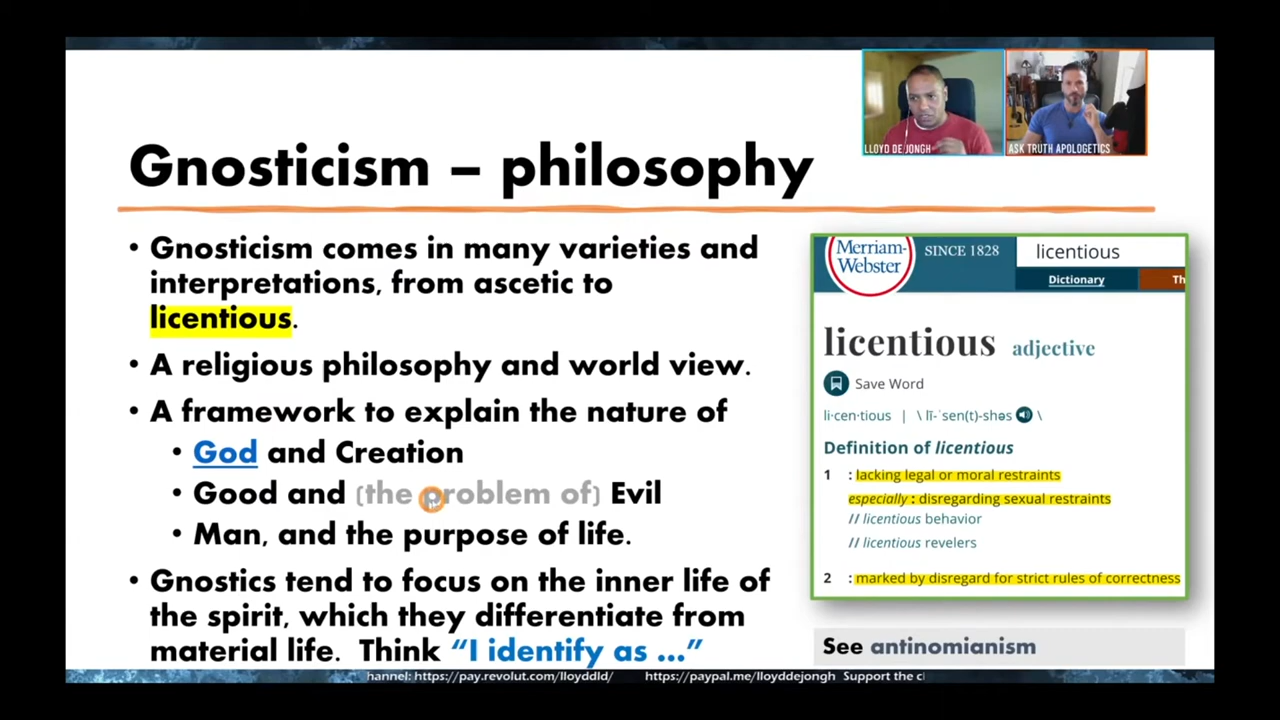 LLOYD DE JONGH
ASK TRUTH APOLOGETICS
Gnosticism – philosophy
• Gnosticism comes in many varieties and
interpretations, from ascetic to
licentious.
• A religious philosophy and world view.
• A framework to explain the nature of
• God and Creation
• Good and (the problem of) Evil
• Man, and the purpose of life.
• Gnostics tend to focus on the inner life of
the spirit, which they differentiate from
material life. Think “I identify as ...”
Merriam-
Webster
SINCE 1828
licentious
Dictionary
Th
licentious adjective
Save Word
li·cen·tious | \ lī-ˈsen(t)-shəs \
Definition of licentious
1 : lacking legal or moral restraints
especially : disregarding sexual restraints
// licentious behavior
// licentious revelers
2 : marked by disregard for strict rules of correctness
See antinomianism
hannel: https://pay.revolut.com/lloyddld/ https://paypal.me/lloyddejongh Support the c